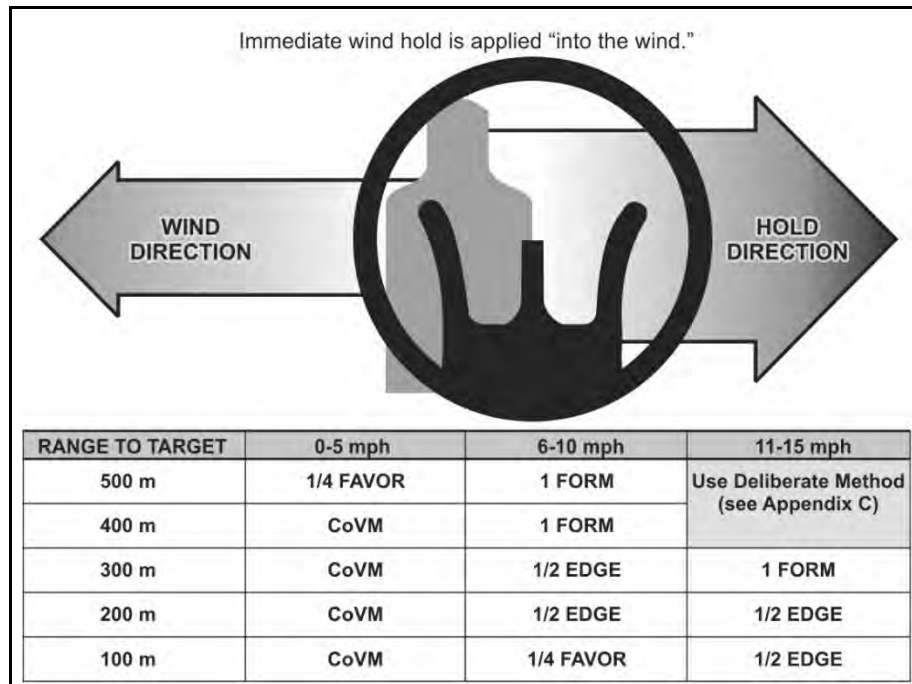 Immediate wind hold is applied “into the wind.”
WIND
DIRECTION
HOLD
DIRECTION
RANGE TO TARGET 0-5 mph 6-10 mph 11-15 mph
500 m 1/4 FAVOR 1 FORM Use Deliberate Method
(see Appendix C)
400 m CoVM 1 FORM
300 m CoVM 1/2 EDGE 1 FORM
200 m CoVM 1/2 EDGE 1/2 EDGE
100 m CoVM 1/4 FAVOR 1/2 EDGE